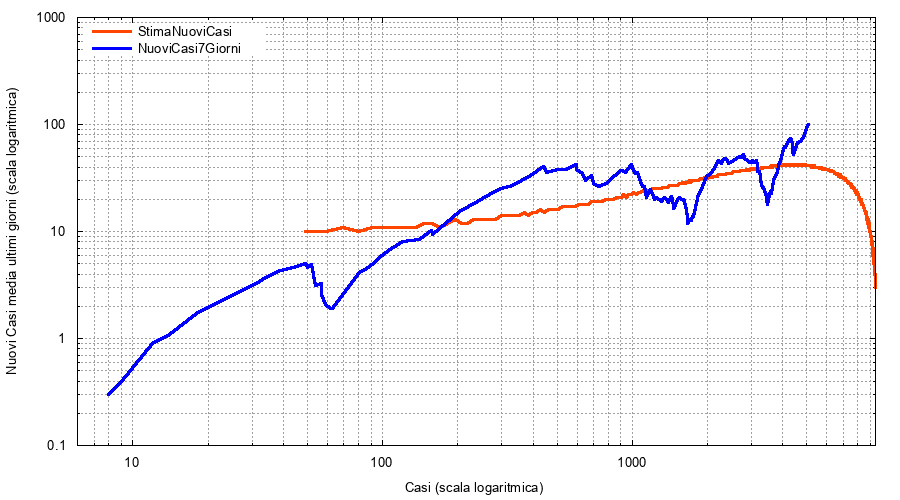 1000
100
10
1
0.1
StimaNuoviCasi
NuoviCasi7Giorni
Nuovi Casi media ultimi giorni (scala logaritmica)
10 100 1000
Casi (scala logaritmica)